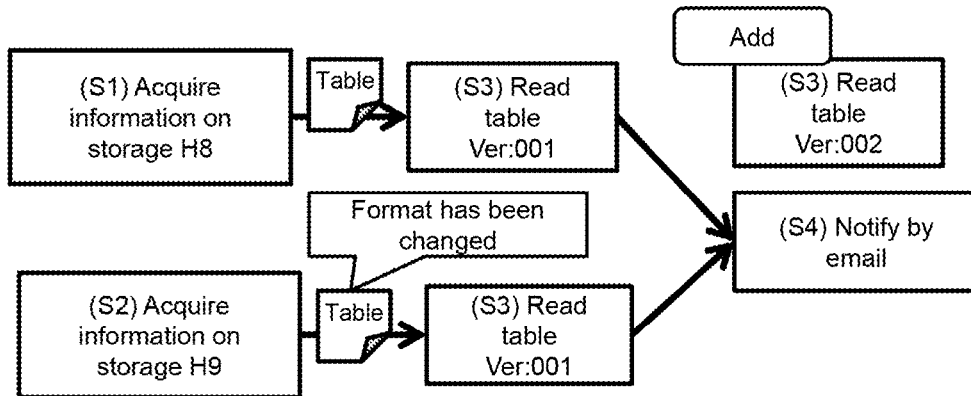 (S1) Acquire
information on
storage H8
Table
(S3) Read
table
Ver:001
Add
(S3) Read
table
Ver:002
Format has been
changed
(S2) Acquire
information on
storage H9
Table
(S3) Read
table
Ver:001
(S4) Notify by
email